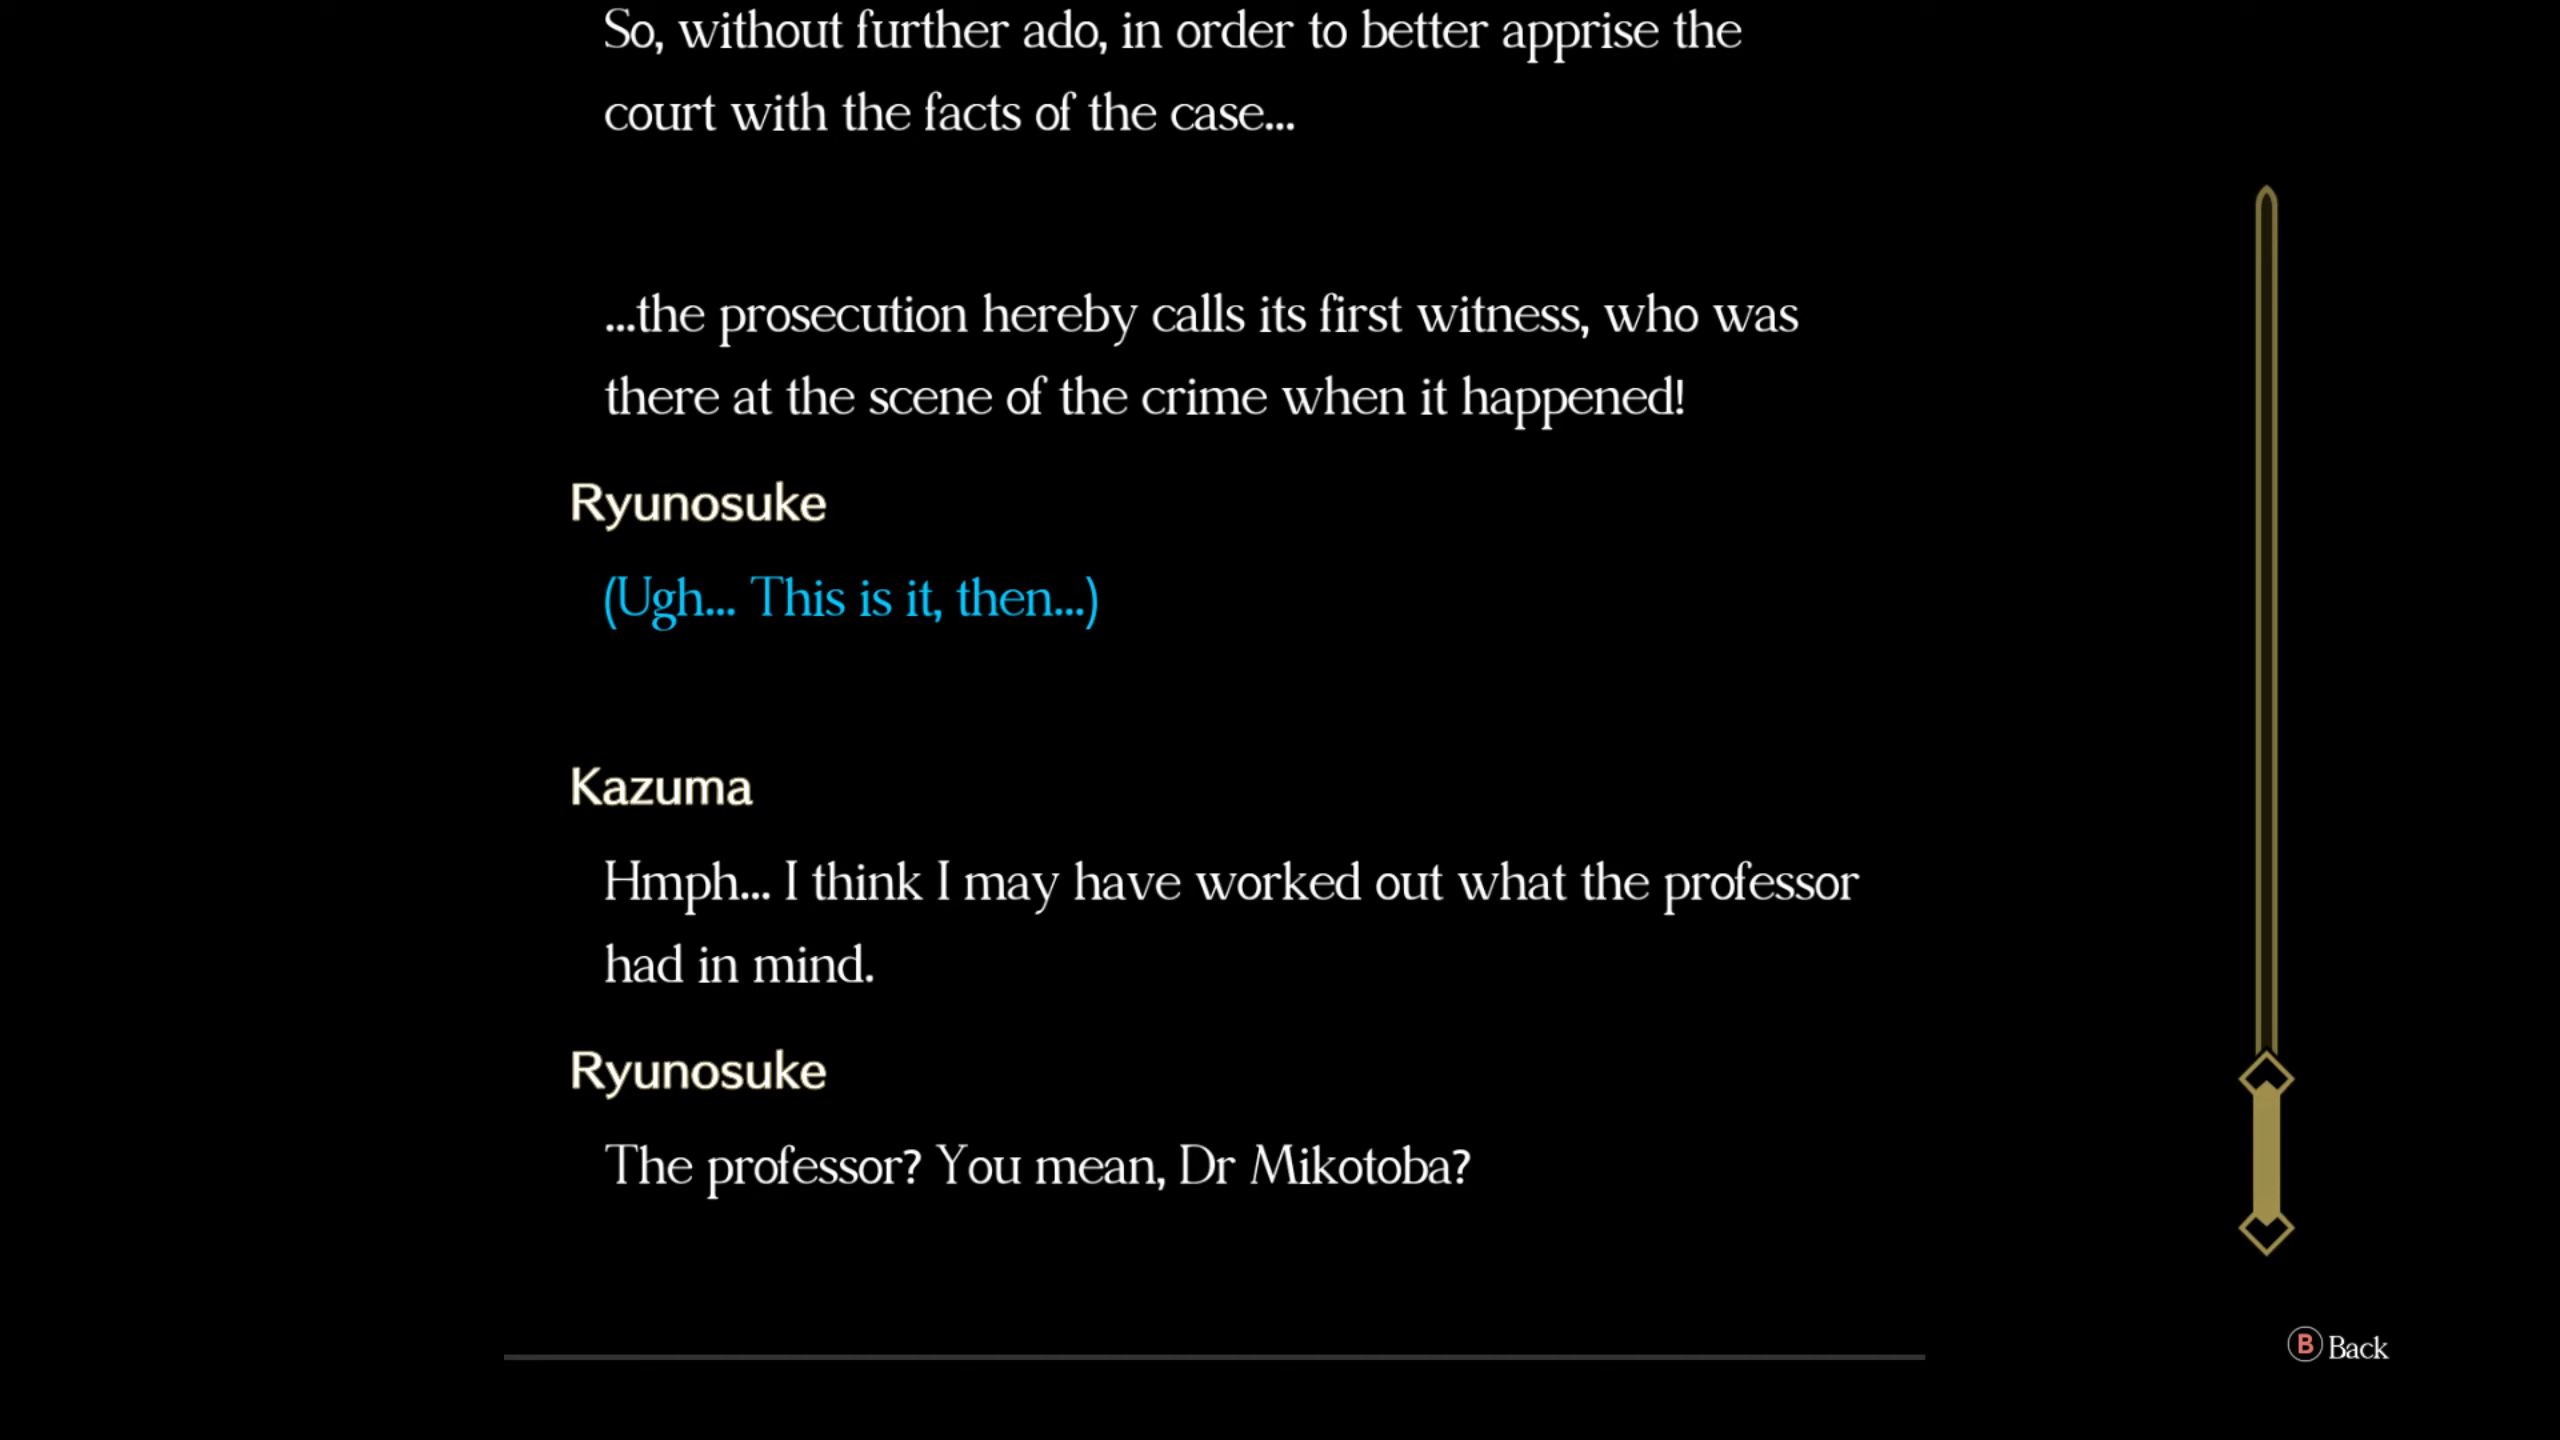 So, without further ado, in order to better apprise the
court with the facts of the case...
...the prosecution hereby calls its first witness, who was
there at the scene of the crime when it happened!
Ryunosuke
(Ugh... This is it, then...)
Kazuma
Hmph... I think I may have worked out what the professor
had in mind.
Ryunosuke
The professor? You mean, Dr Mikotoba?
B Back